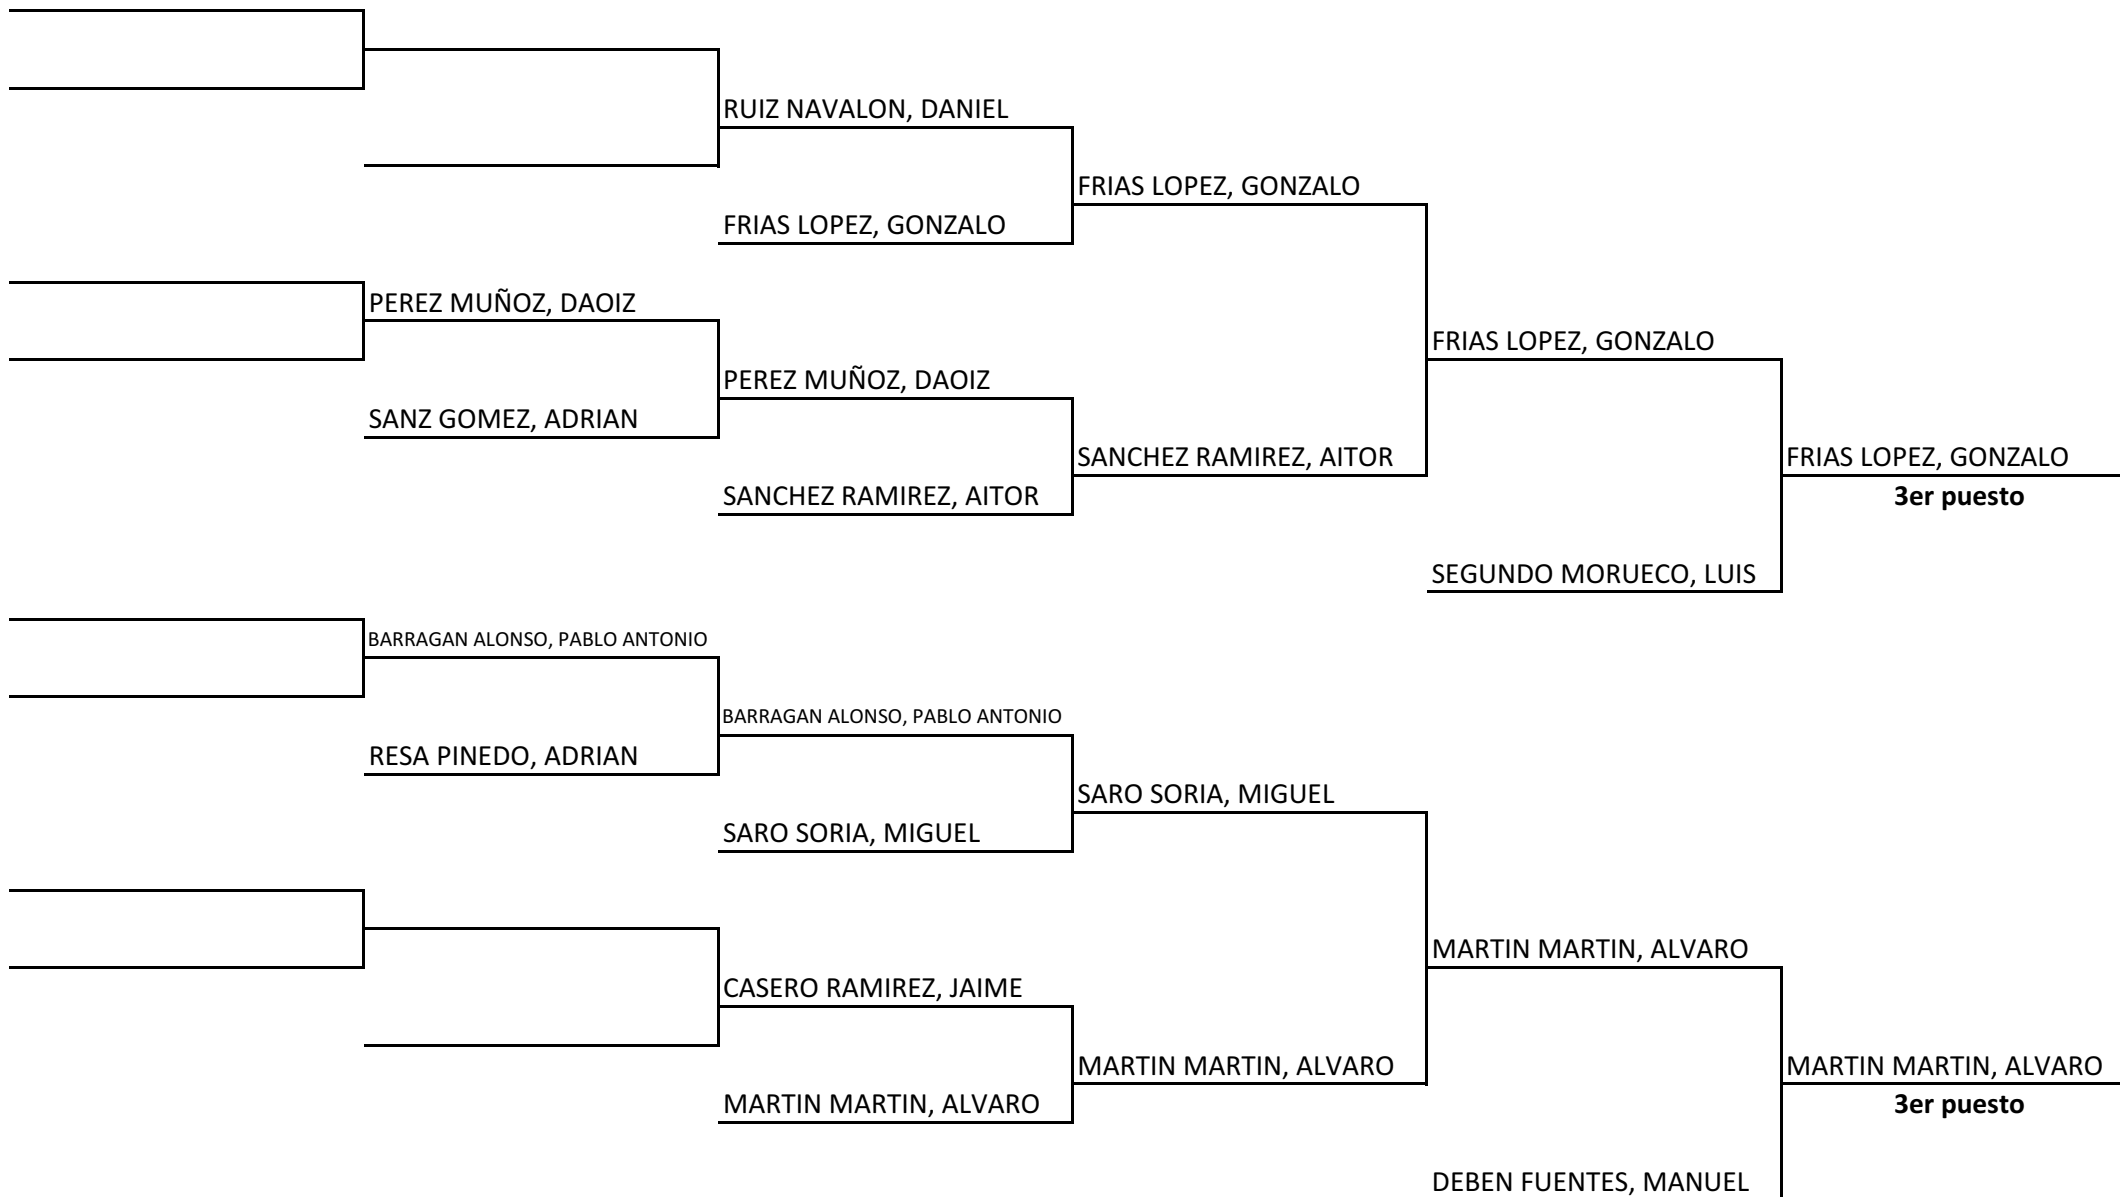 RUIZ NAVALON, DANIEL
FRIAS LOPEZ, GONZALO
FRIAS LOPEZ, GONZALO
PEREZ MUÑOZ, DAOIZ
FRIAS LOPEZ, GONZALO
PEREZ MUÑOZ, DAOIZ
SANZ GOMEZ, ADRIAN
SANCHEZ RAMIREZ, AITOR
FRIAS LOPEZ, GONZALO
SANCHEZ RAMIREZ, AITOR
3er puesto
SEGUNDO MORUECO, LUIS
BARRAGAN ALONSO, PABLO ANTONIO
BARRAGAN ALONSO, PABLO ANTONIO
RESA PINEDO, ADRIAN
SARO SORIA, MIGUEL
SARO SORIA, MIGUEL
MARTIN MARTIN, ALVARO
CASERO RAMIREZ, JAIME
MARTIN MARTIN, ALVARO
MARTIN MARTIN, ALVARO
MARTIN MARTIN, ALVARO
3er puesto
DEBEN FUENTES, MANUEL